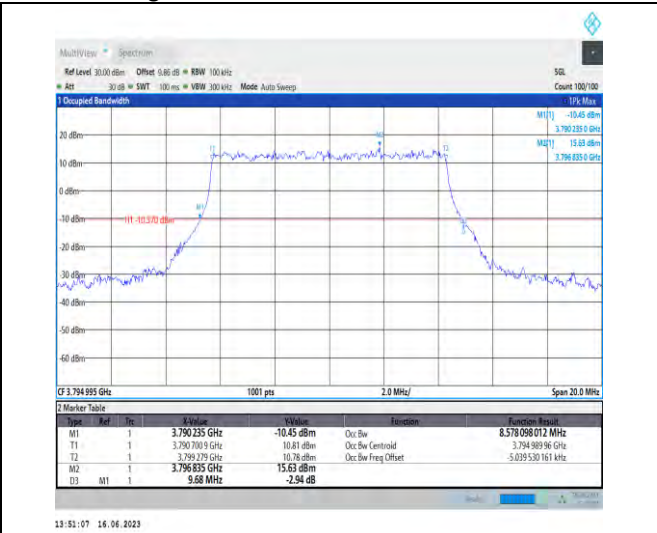 MultiView Spectrum
Ref Level 30.00 dBm Offset 9.86 dB RBW 100 kHz SGL
Att 30 dB SWT 100 ms VBW 300 kHz Mode Auto Sweep Count 100/100
1 Occupied Bandwidth 1Pk Max
M1[1] -10.45 dBm
3.790 235 0 GHz
M2[1] 15.63 dBm
3.796 835 0 GHz
20 dBm
M2
T1
T2
10 dBm
0 dBm
M1
-10 dBm
H1 -10.370 dBm
-20 dBm
-30 dBm
-40 dBm
-50 dBm
-60 dBm
CF 3.794 995 GHz 1001 pts 2.0 MHz/ Span 20.0 MHz
2 Marker Table
Type Ref Trc X-Value Y-Value Function Function Result
M1 1 3.790 235 GHz -10.45 dBm Occ Bw 8.578 098 012 MHz
T1 1 3.790 700 9 GHz 10.81 dBm Occ Bw Centroid 3.794 989 96 GHz
T2 1 3.799 279 GHz 10.78 dBm Occ Bw Freq Offset -5.039 530 161 kHz
M2 1 3.796 835 GHz 15.63 dBm
D3 M1 1 9.68 MHz -2.94 dB
13:51:07 16.06.2023